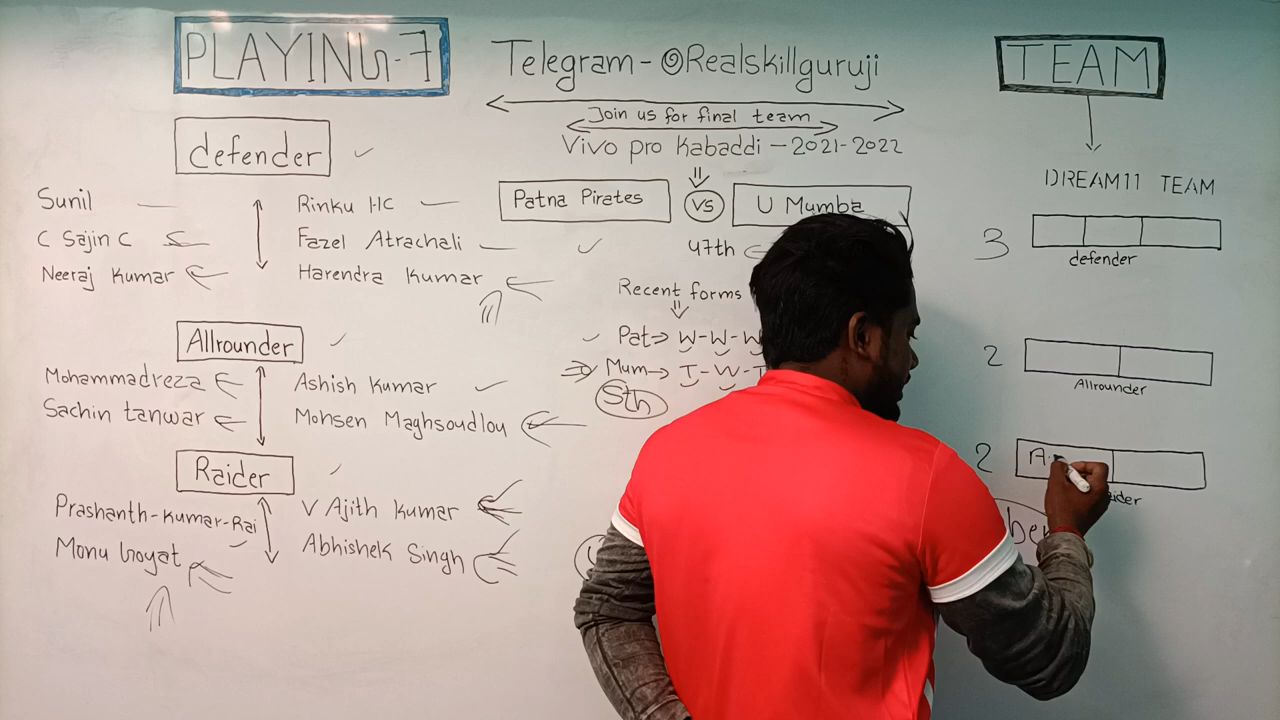 PLAYING-7
Telegram-@Realskillguruji
TEAM
Join us for final team
Vivo pro Kabaddi - 2021-2022
defender
Sunil
C Sajin C
Neeraj Kumar
Rinku HC
Fazel Atrachali
Harendra Kumar
Patna Pirates
VS
U Mumba
47th
Recent forms
Pat⇒ W-W-W
Mum→ T-W-T
5th
Allrounder
Mohammadreza
Sachin tanwar
Ashish Kumar
Mohsen Maghsoudlou
Raider
Prashanth-Kumar-Rai
Monu Goyat
V Ajith Kumar
Abhishek Singh
DREAM11 TEAM
3
defender
2
Allrounder
2